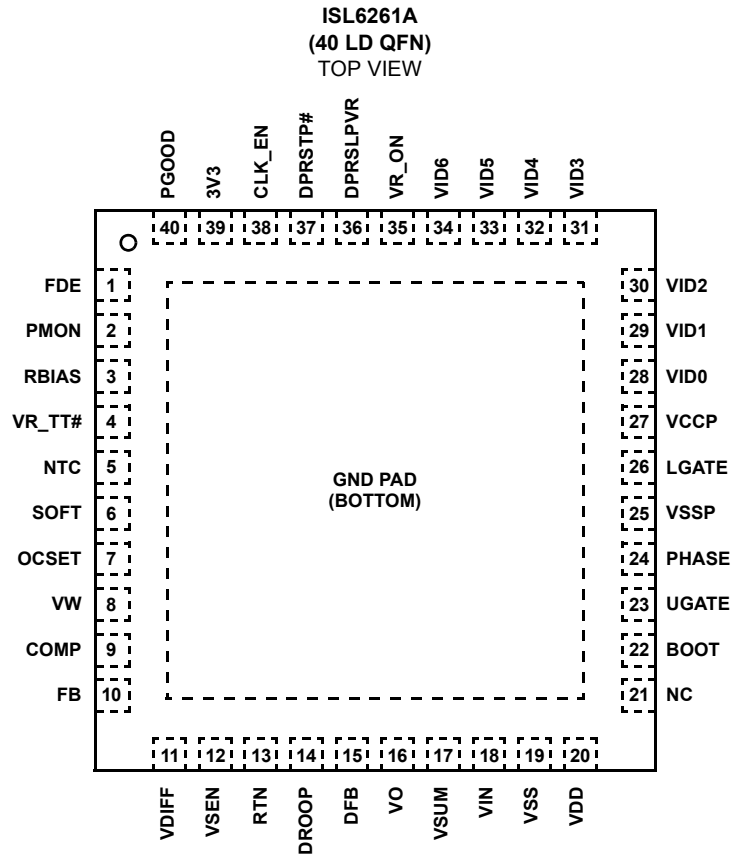 ISL6261A
(40 LD QFN)
TOP VIEW
PGOOD
3V3
CLK_EN
DPRSTP#
DPRSLPVR
VR_ON
VID6
VID5
VID4
VID3
40 39 38 37 36 35 34 33 32 31
FDE 1
PMON 2
RBIAS 3
VR_TT# 4
NTC 5
SOFT 6
OCSET 7
VW 8
COMP 9
FB 10
GND PAD
(BOTTOM)
30 VID2
29 VID1
28 VID0
27 VCCP
26 LGATE
25 VSSP
24 PHASE
23 UGATE
22 BOOT
21 NC
11 12 13 14 15 16 17 18 19 20
VDIFF
VSEN
RTN
DROOP
DFB
VO
VSUM
VIN
VSS
VDD